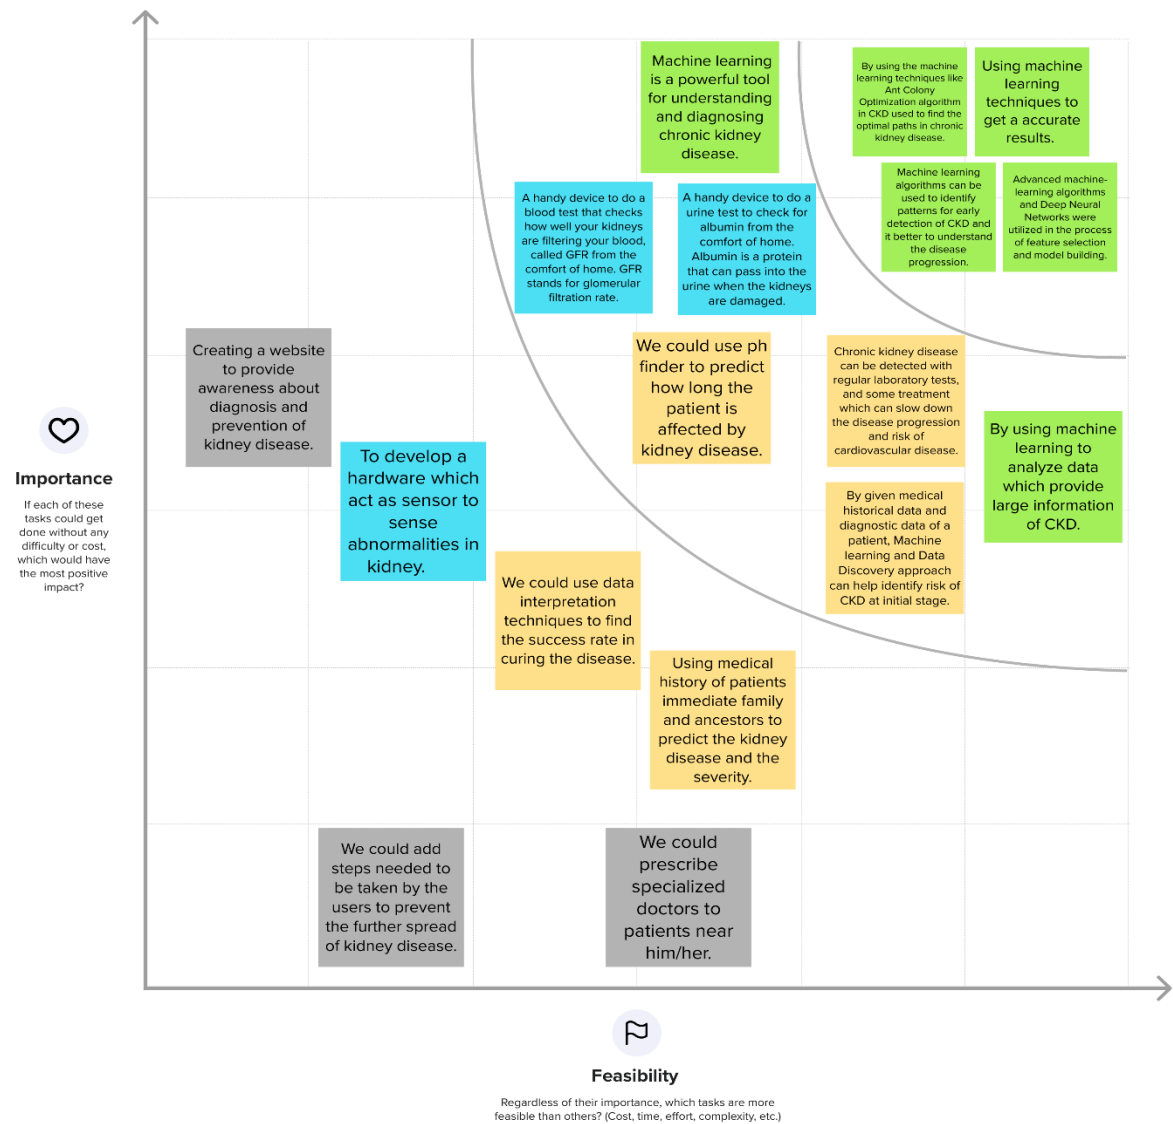 Machine learning
is a powerful tool
for understanding
and diagnosing
chronic kidney
disease.
By using the machine
learning techniques like
Ant Colony
Optimization algorithm
in CKD used to find the
optimal paths in chronic
kidney disease.
Using machine
learning
techniques to
get a accurate
results.
Machine learning
algorithms can be
used to identify
patterns for early
detection of CKD and
it better to understand
the disease
progression.
Advanced machine-
learning algorithms
and Deep Neural
Networks were
utilized in the process
of feature selection
and model building.
A handy device to do a
blood test that checks
how well your kidneys
are filtering your blood,
called GFR from the
comfort of home. GFR
stands for glomerular
filtration rate.
A handy device to do a
urine test to check for
albumin from the
comfort of home.
Albumin is a protein
that can pass into the
urine when the kidneys
are damaged.
Creating a website
to provide
awareness about
diagnosis and
prevention of
kidney disease.
We could use ph
finder to predict
how long the
patient is
affected by
kidney disease.
Chronic kidney disease
can be detected with
regular laboratory tests,
and some treatment
which can slow down
the disease progression
and risk of
cardiovascular disease.
By using machine
learning to
analyze data
which provide
large information
of CKD.
To develop a
hardware which
act as sensor to
sense
abnormalities in
kidney.
By given medical
historical data and
diagnostic data of a
patient, Machine
learning and Data
Discovery approach
can help identify risk of
CKD at initial stage.
We could use data
interpretation
techniques to find
the success rate in
curing the disease.
Using medical
history of patients
immediate family
and ancestors to
predict the kidney
disease and the
severity.
We could add
steps needed to
be taken by the
users to prevent
the further spread
of kidney disease.
We could
prescribe
specialized
doctors to
patients near
him/her.
Importance
If each of these
tasks could get
done without any
difficulty or cost,
which would have
the most positive
impact?
Feasibility
Regardless of their importance, which tasks are more
feasible than others? (Cost, time, effort, complexity, etc.)